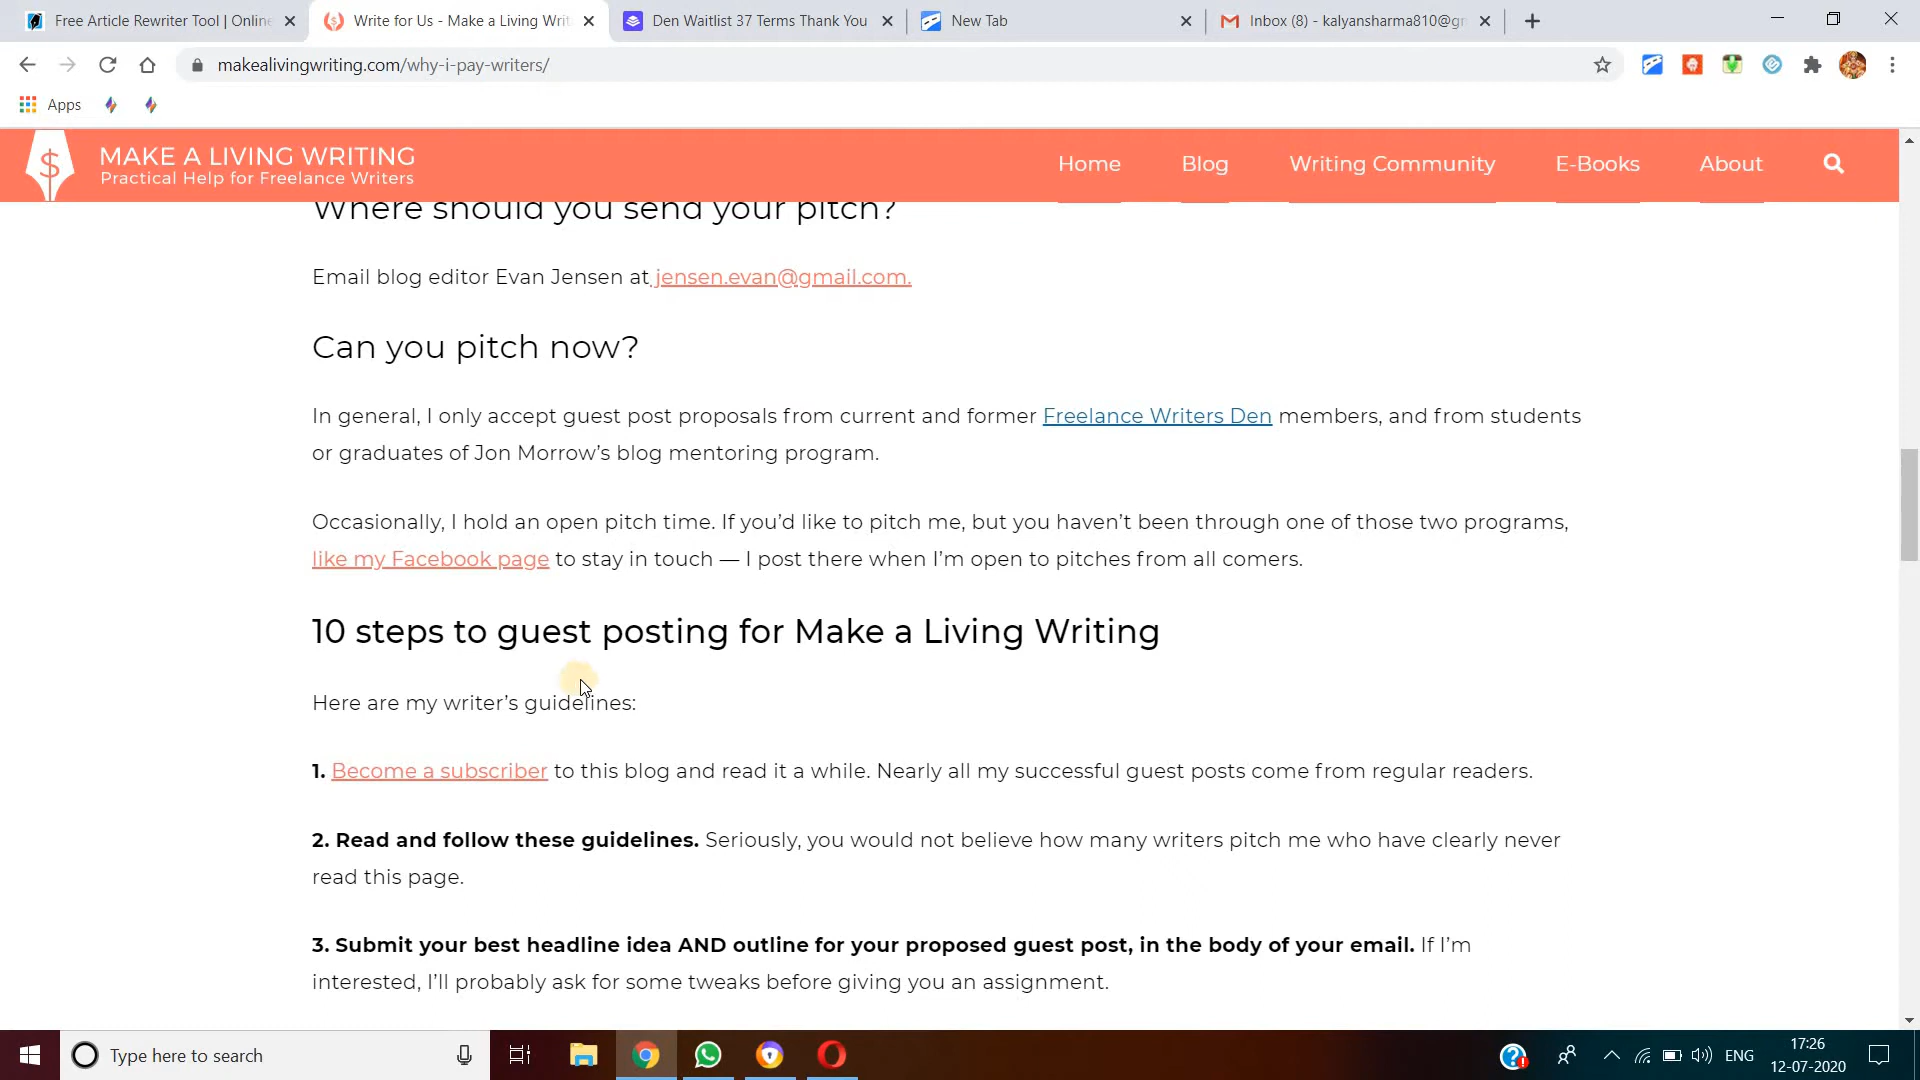 Free Article Rewriter Tool | Online
Write for Us - Make a Living Writ
Den Waitlist 37 Terms Thank You
New Tab
Inbox (8) - kalyansharma810@gm
makealivingwriting.com/why-i-pay-writers/
Apps
MAKE A LIVING WRITING
Practical Help for Freelance Writers
Home
Blog
Writing Community
E-Books
About
Where should you send your pitch?
Email blog editor Evan Jensen at jensen.evan@gmail.com.
Can you pitch now?
In general, I only accept guest post proposals from current and former Freelance Writers Den members, and from students
or graduates of Jon Morrow’s blog mentoring program.
Occasionally, I hold an open pitch time. If you’d like to pitch me, but you haven’t been through one of those two programs,
like my Facebook page to stay in touch — I post there when I’m open to pitches from all comers.
10 steps to guest posting for Make a Living Writing
Here are my writer’s guidelines:
1. Become a subscriber to this blog and read it a while. Nearly all my successful guest posts come from regular readers.
2. Read and follow these guidelines. Seriously, you would not believe how many writers pitch me who have clearly never
read this page.
3. Submit your best headline idea AND outline for your proposed guest post, in the body of your email. If I’m
interested, I’ll probably ask for some tweaks before giving you an assignment.
Type here to search
ENG
17:26
12-07-2020